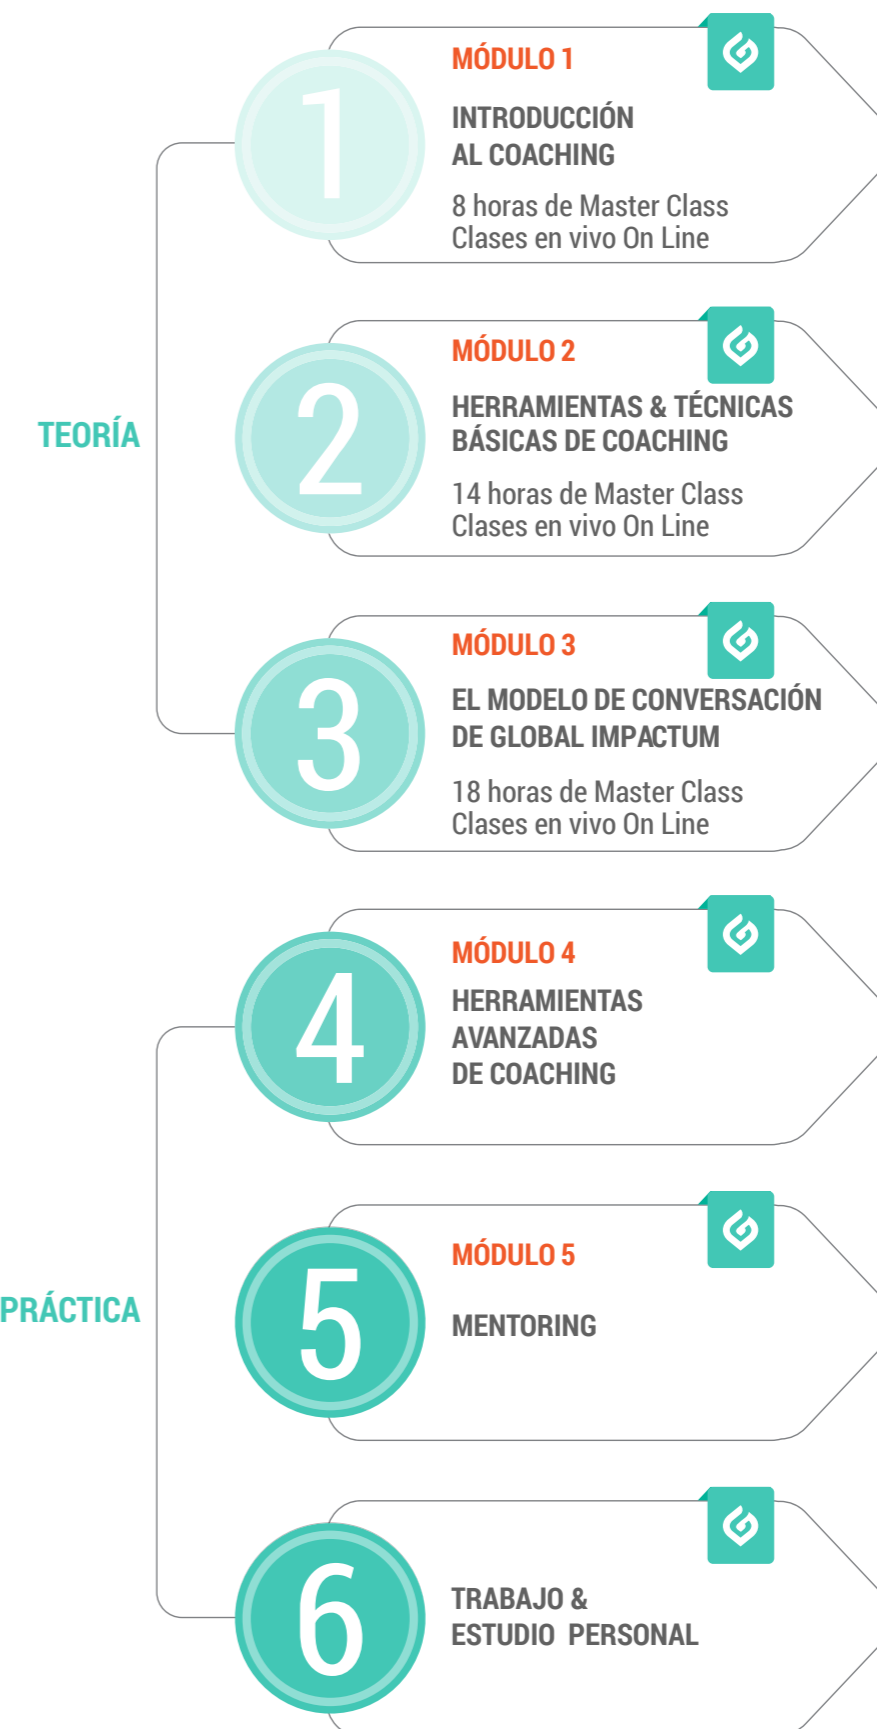 TEORÍA
1
MÓDULO 1
INTRODUCCIÓN
AL COACHING
8 horas de Master Class
Clases en vivo On Line
2
MÓDULO 2
HERRAMIENTAS & TÉCNICAS
BÁSICAS DE COACHING
14 horas de Master Class
Clases en vivo On Line
3
MÓDULO 3
EL MODELO DE CONVERSACIÓN
DE GLOBAL IMPACTUM
18 horas de Master Class
Clases en vivo On Line
PRÁCTICA
4
MÓDULO 4
HERRAMIENTAS
AVANZADAS
DE COACHING
5
MÓDULO 5
MENTORING
6
TRABAJO &
ESTUDIO PERSONAL